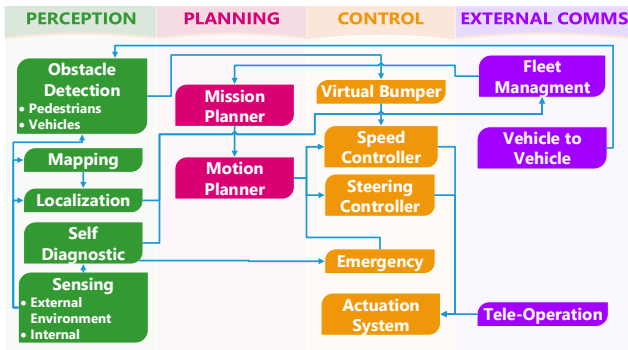 PERCEPTION
PLANNING
CONTROL
EXTERNAL COMMS
Obstacle
Detection
• Pedestrians
• Vehicles
Mapping
Localization
Self
Diagnostic
Sensing
• External
Environment
• Internal
Mission
Planner
Motion
Planner
Virtual Bumper
Speed
Controller
Steering
Controller
Emergency
Actuation
System
Fleet
Managment
Vehicle to
Vehicle
Tele-Operation